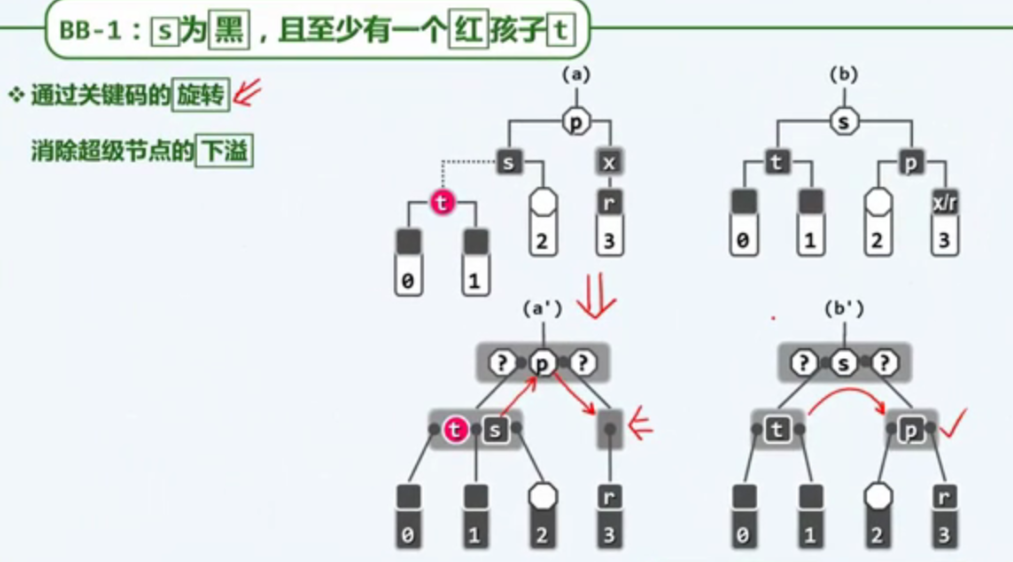 BB-1：s为黑，且至少有一个红孩子t
❖ 通过关键码的旋转
消除超级节点的下溢
(a)
p
s x
t r
2 3
0 1
(b)
s
t p
x/r
0 1 2 3
(a')
? p ?
t s
r
0 1 2 3
(b')
? s ?
t p
r
0 1 2 3